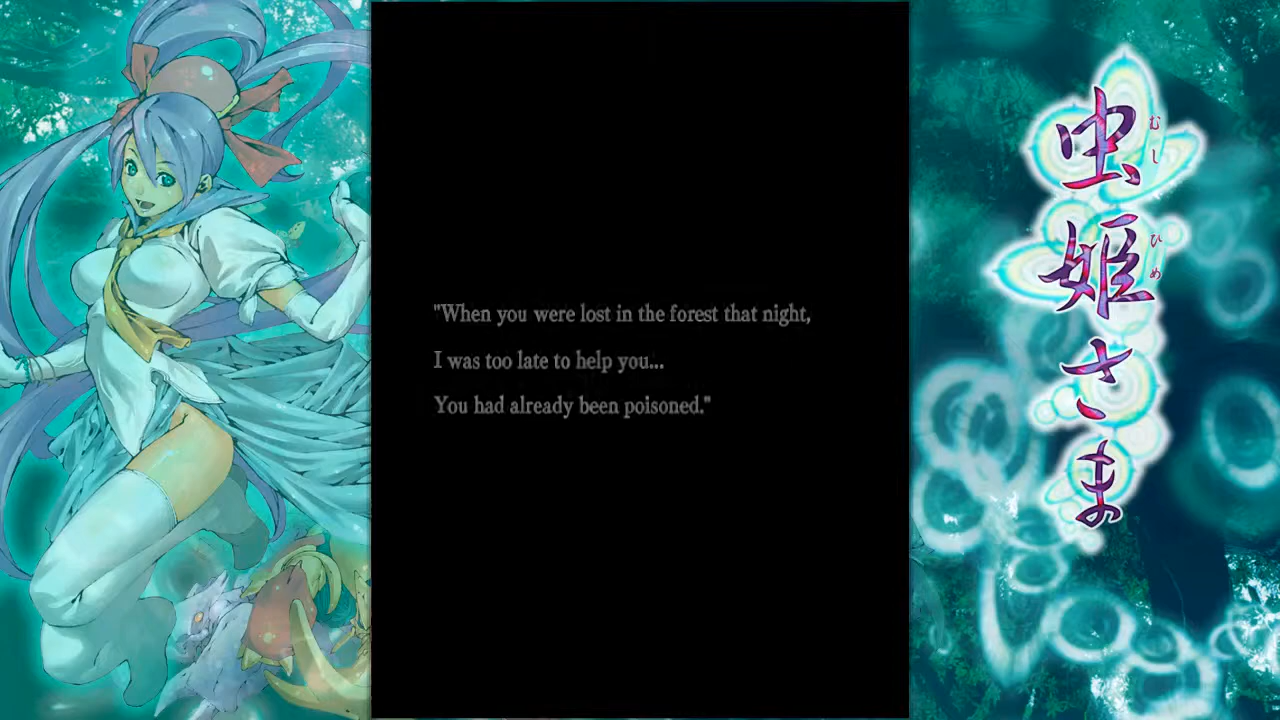 "When you were lost in the forest that night,
I was too late to help you...
You had already been poisoned."
虫姫さま
むし
ひめ